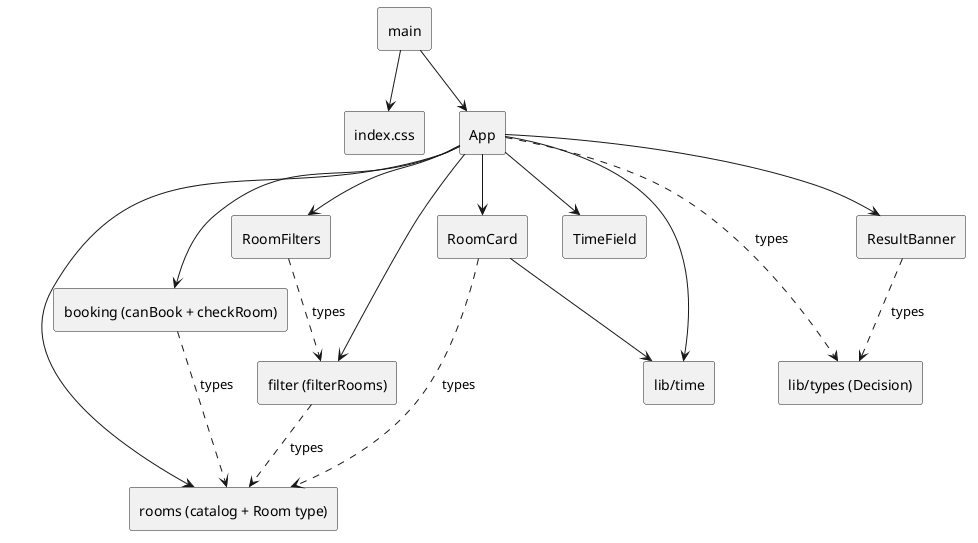 main
index.css
App
RoomFilters
RoomCard
TimeField
types
ResultBanner
booking (canBook + checkRoom)
types
types
types
filter (filterRooms)
types
lib/time
lib/types (Decision)
types
rooms (catalog + Room type)